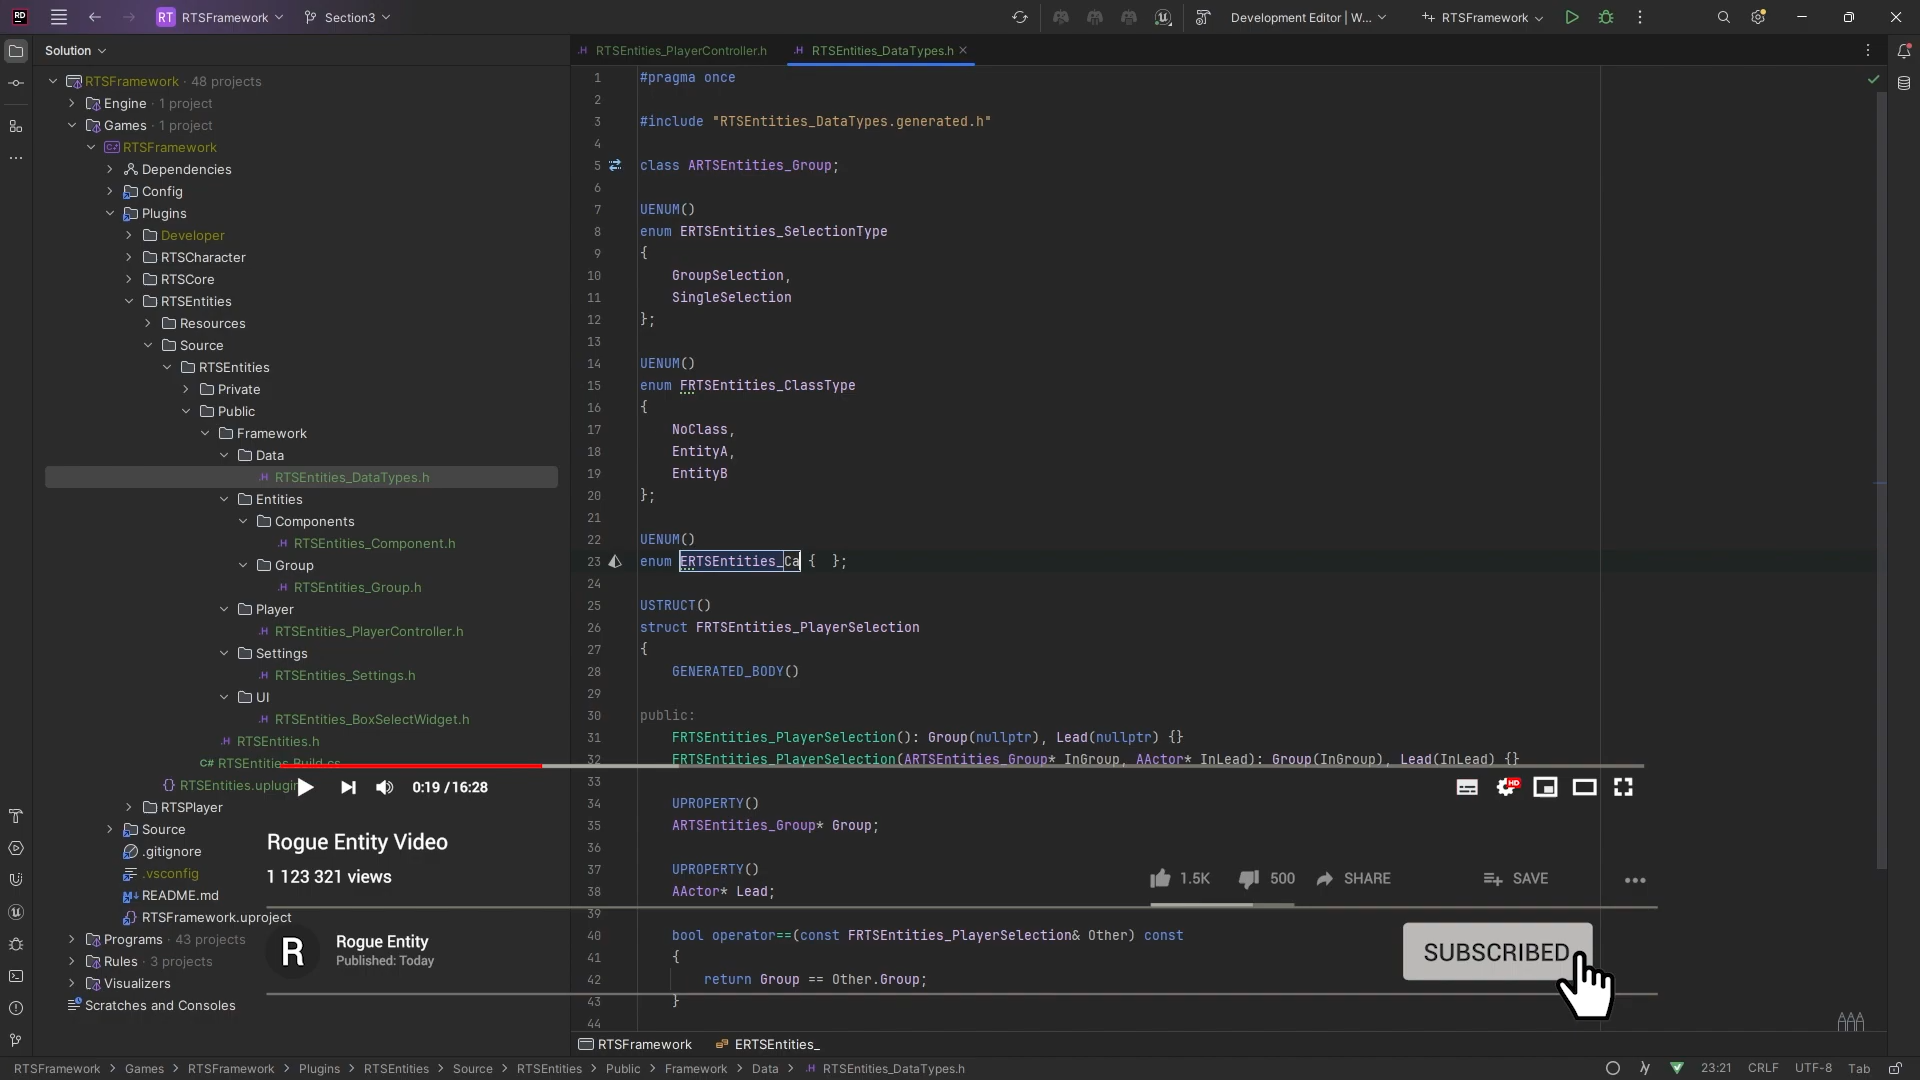 RD
RT RTSFramework
Section3
Development Editor | W...
RTSFramework
Solution
RTSEntities_PlayerController.h
RTSEntities_DataTypes.h
RTSFramework · 48 projects
Engine · 1 project
Games · 1 project
RTSFramework
Dependencies
Config
Plugins
Developer
RTSCharacter
RTSCore
RTSEntities
Resources
Source
RTSEntities
Private
Public
Framework
Data
RTSEntities_DataTypes.h
Entities
Components
RTSEntities_Component.h
Group
RTSEntities_Group.h
Player
RTSEntities_PlayerController.h
Settings
RTSEntities_Settings.h
UI
RTSEntities_BoxSelectWidget.h
RTSEntities.h
C# RTSEntities.Build.cs
RTSEntities.uplugin
RTSPlayer
Source
.gitignore
.vsconfig
README.md
RTSFramework.uproject
Programs · 43 projects
Rules · 3 projects
Visualizers
Scratches and Consoles
1 #pragma once
2
3 #include "RTSEntities_DataTypes.generated.h"
4
5 class ARTSEntities_Group;
6
7 UENUM()
8 enum ERTSEntities_SelectionType
9 {
10 GroupSelection,
11 SingleSelection
12 };
13
14 UENUM()
15 enum FRTSEntities_ClassType
16 {
17 NoClass,
18 EntityA,
19 EntityB
20 };
21
22 UENUM()
23 enum ERTSEntities_Ca {  };
24
25 USTRUCT()
26 struct FRTSEntities_PlayerSelection
27 {
28 GENERATED_BODY()
29
30 public:
31 FRTSEntities_PlayerSelection(): Group(nullptr), Lead(nullptr) {}
32 FRTSEntities_PlayerSelection(ARTSEntities_Group* InGroup, AActor* InLead): Group(InGroup), Lead(InLead) {}
33
34 UPROPERTY()
35 ARTSEntities_Group* Group;
36
37 UPROPERTY()
38 AActor* Lead;
39
40 bool operator==(const FRTSEntities_PlayerSelection& Other) const
41 {
42 return Group == Other.Group;
43 }
44
0:19 / 16:28
HD
Rogue Entity Video
1 123 321 views
1.5K
500
SHARE
SAVE
R
Rogue Entity
Published: Today
SUBSCRIBED
RTSFramework
ERTSEntities_
RTSFramework > Games > RTSFramework > Plugins > RTSEntities > Source > RTSEntities > Public > Framework > Data > RTSEntities_DataTypes.h
23:21 CRLF UTF-8 Tab